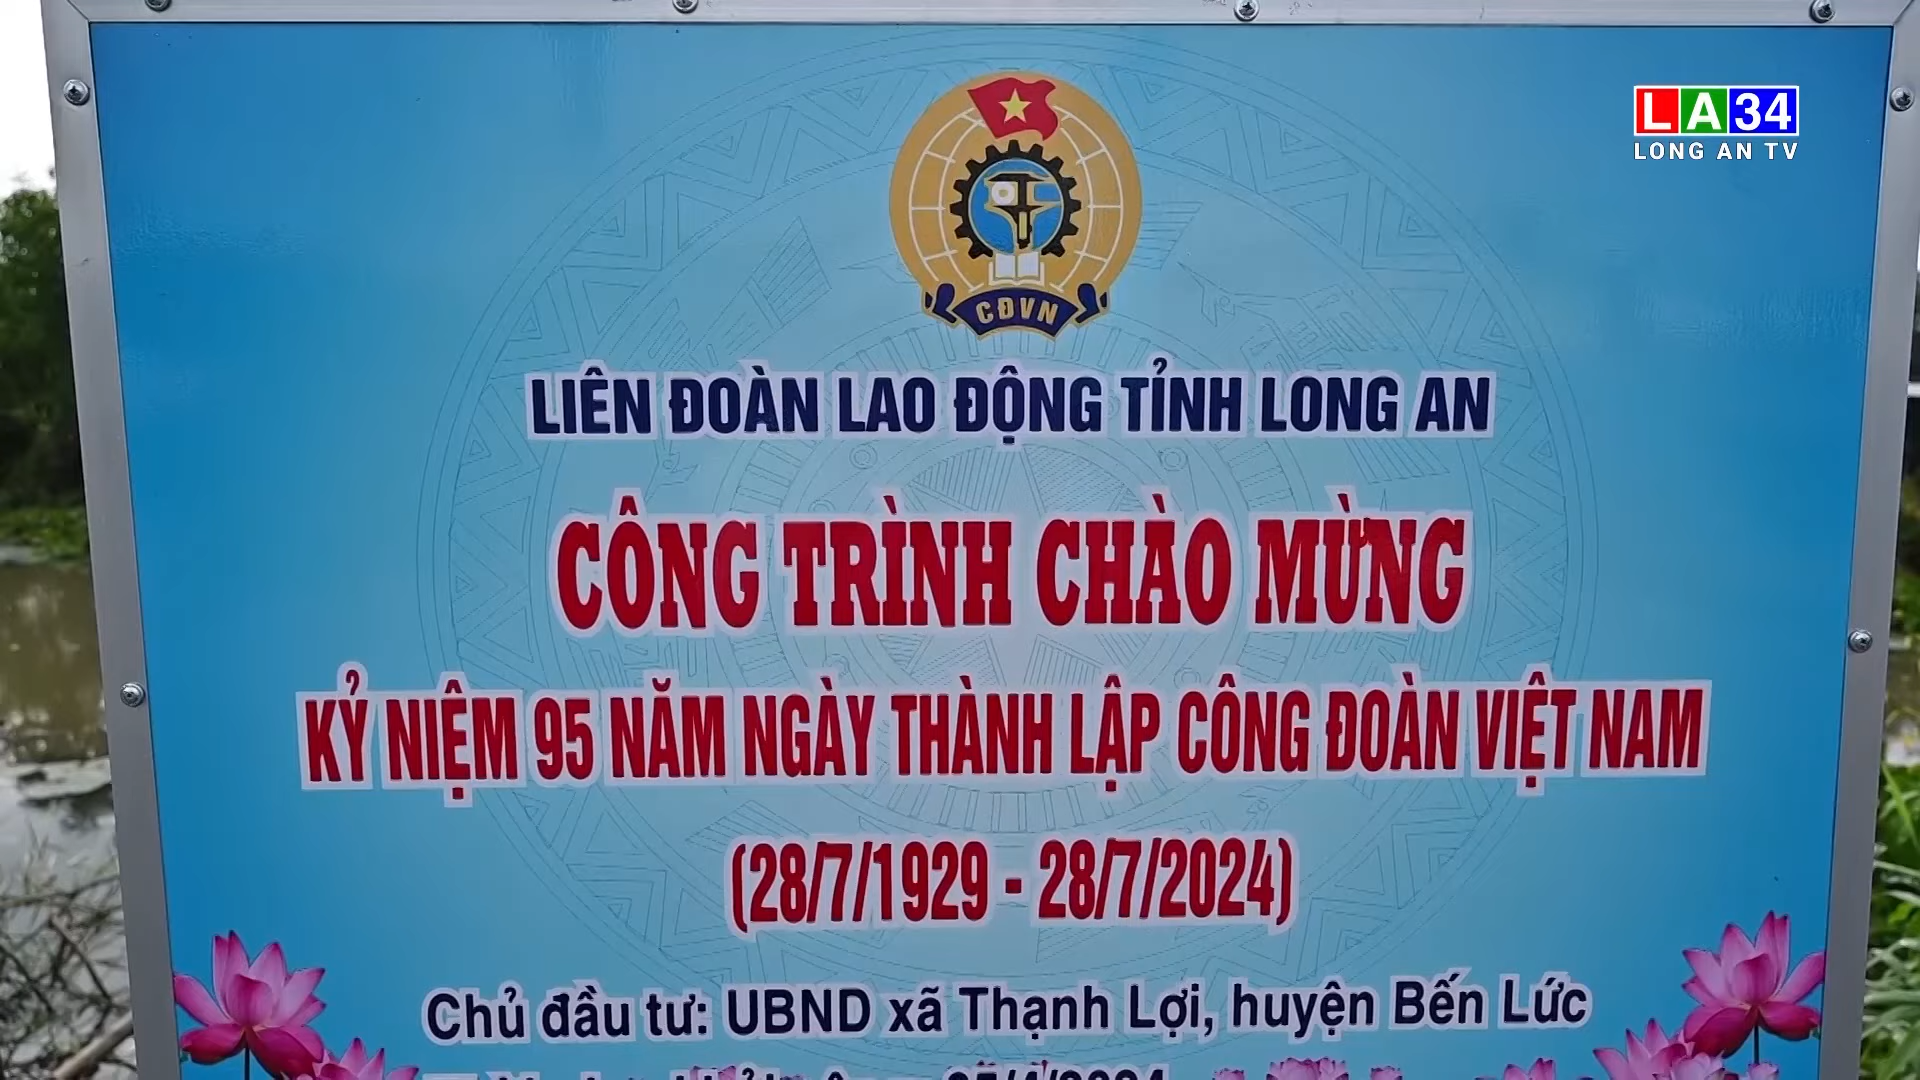 LA34
LONG AN TV
CĐVN
LIÊN ĐOÀN LAO ĐỘNG TỈNH LONG AN
CÔNG TRÌNH CHÀO MỪNG
KỶ NIỆM 95 NĂM NGÀY THÀNH LẬP CÔNG ĐOÀN VIỆT NAM
(28/7/1929 - 28/7/2024)
Chủ đầu tư: UBND xã Thạnh Lợi, huyện Bến Lức